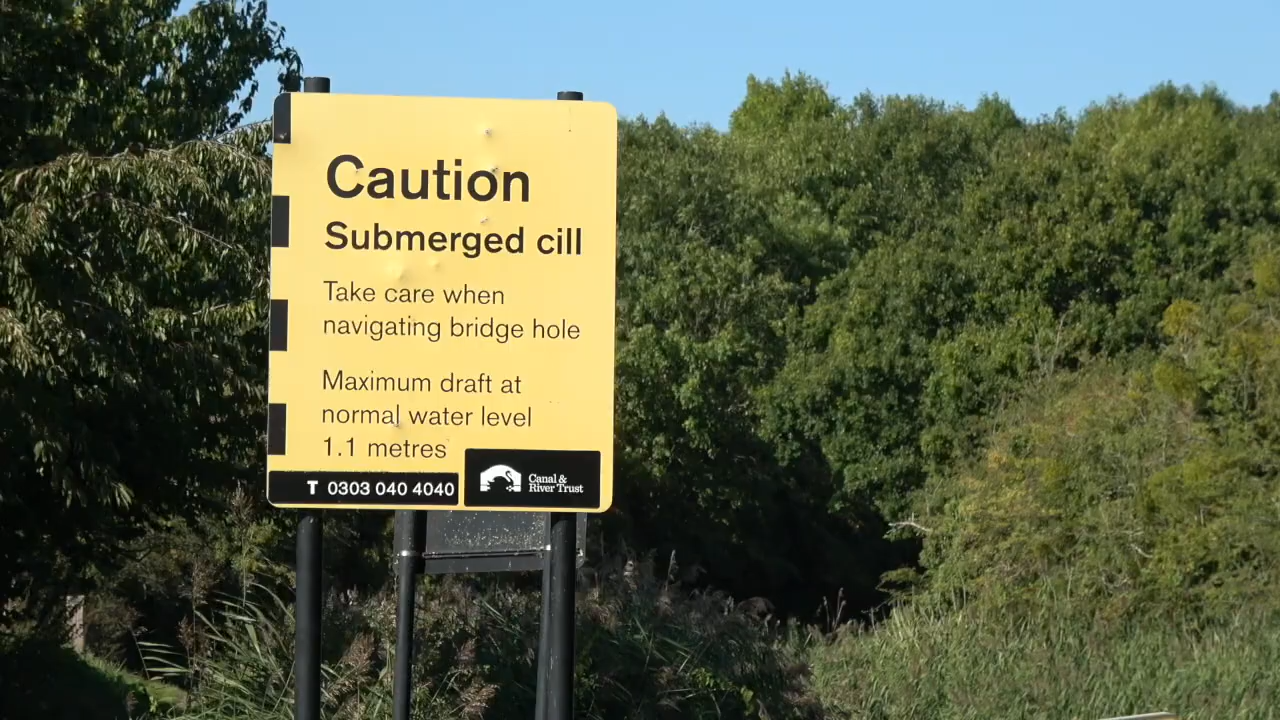 Caution
Submerged cill
Take care when
navigating bridge hole
Maximum draft at
normal water level
1.1 metres
T 0303 040 4040
Canal &
River Trust